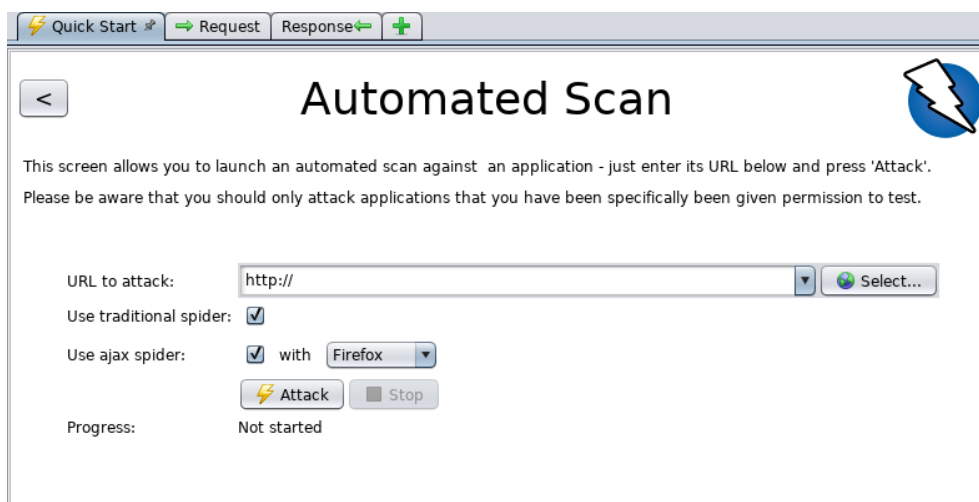 Quick Start Request Response
<
Automated Scan
This screen allows you to launch an automated scan against an application - just enter its URL below and press 'Attack'.
Please be aware that you should only attack applications that you have been specifically been given permission to test.
URL to attack: http:// Select...
Use traditional spider:
Use ajax spider: with Firefox
Attack Stop
Progress: Not started